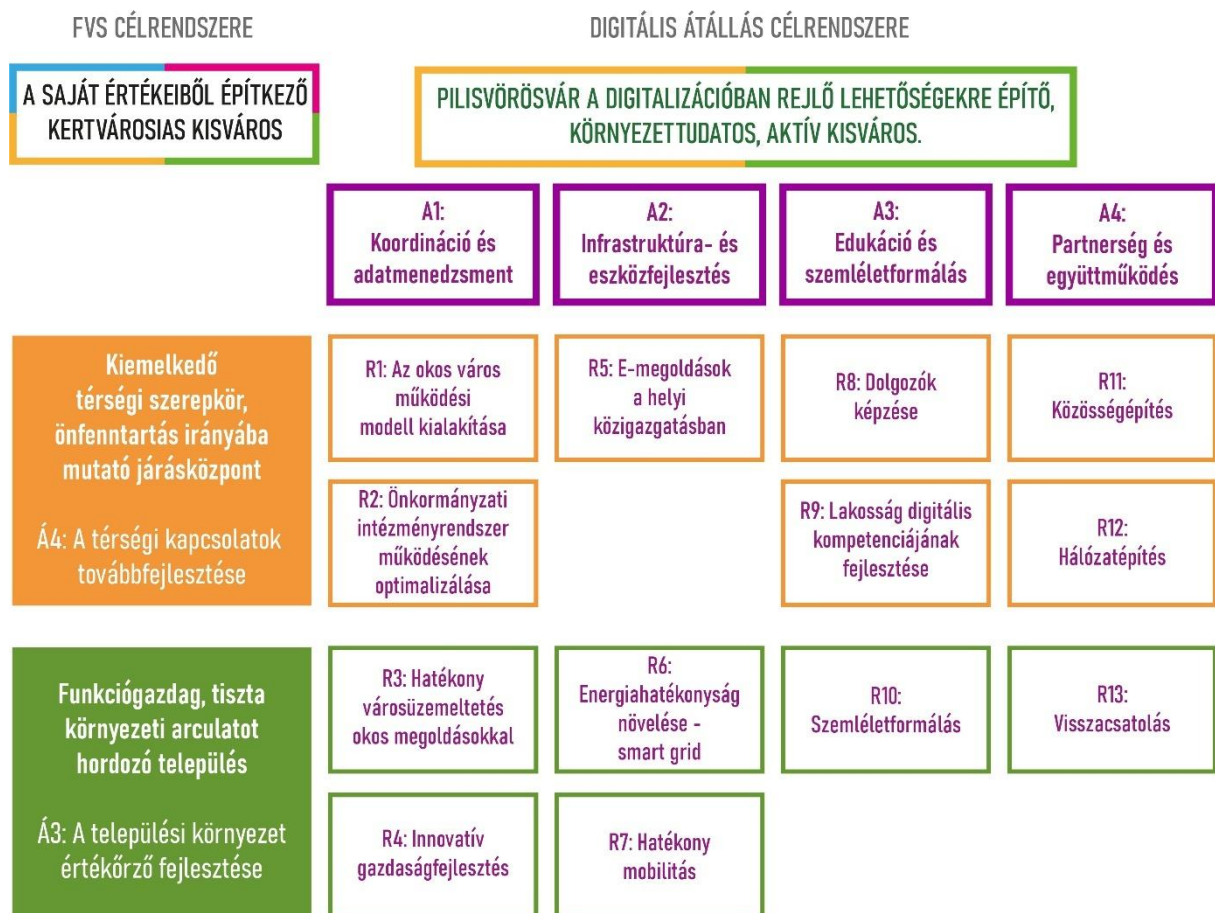 FVS CÉLRENDSZERE
DIGITÁLIS ÁTÁLLÁS CÉLRENDSZERE
A SAJÁT ÉRTÉKEIBŐL ÉPÍTKEZŐ
KERTVÁROSIAS KISVÁROS
PILISVÖRÖSVÁR A DIGITALIZÁCIÓBAN REJLŐ LEHETŐSÉGEKRE ÉPÍTŐ,
KÖRNYEZETTUDATOS, AKTÍV KISVÁROS.
A1:
Koordináció és
adatmenedzsment
A2:
Infrastruktúra- és
eszközfejlesztés
A3:
Edukáció és
szemléletformálás
A4:
Partnerség és
együttműködés
Kiemelkedő
térségi szerepkör,
önfenntartás irányába
mutató járásközpont
Á4: A térségi kapcsolatok
továbbfejlesztése
R1: Az okos város
működési
modell kialakítása
R5: E-megoldások
a helyi
közigazgatásban
R8: Dolgozók
képzése
R11:
Közösségépítés
R2: Önkormányzati
intézményrendszer
működésének
optimalizálása
R9: Lakosság digitális
kompetenciájának
fejlesztése
R12:
Hálózatépítés
Funkciógazdag, tiszta
környezeti arculatot
hordozó település
Á3: A települési környezet
értékőrző fejlesztése
R3: Hatékony
városüzemeltetés
okos megoldásokkal
R6:
Energiahatékonyság
növelése -
smart grid
R10:
Szemléletformálás
R13:
Visszacsatolás
R4: Innovatív
gazdaságfejlesztés
R7: Hatékony
mobilitás